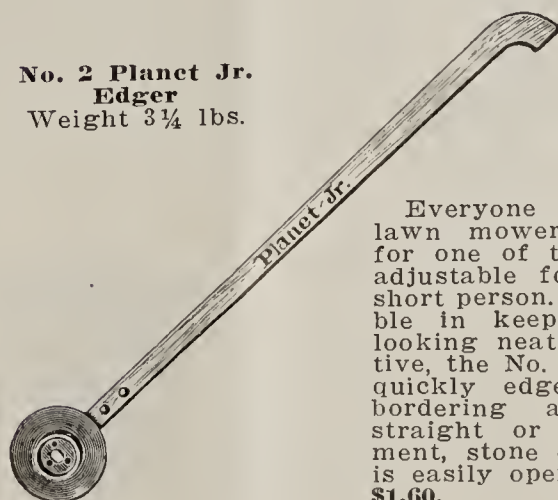 No. 2 Planet Jr.
Edger
Weight 3¼ lbs.
Planet Jr.
Everyone
lawn mower
for one of
adjustable
short person.
ble in keep
looking neat
tive, the No.
quickly edge
bordering
straight or
ment, stone
is easily ope
$1.60.